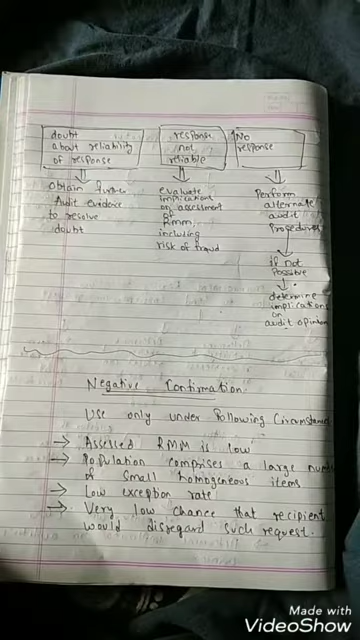 doubt
about reliability
of response
response
not
reliable
No
response
Obtain further
Audit evidence
to resolve
doubt
evaluate
implications
on assessment
of
RMM
including
risk of fraud
Perform
alternate
audit
procedures
if not
possible
determine
implications
on
audit opinion
Negative Confirmation
Use only under following Circumstances
→ Assessed RMM is low
→ Population comprises a large
of small homogeneous items
→ Low exception rate
→ Very low chance that recipient
would disregard such request.
Made with
VideoShow